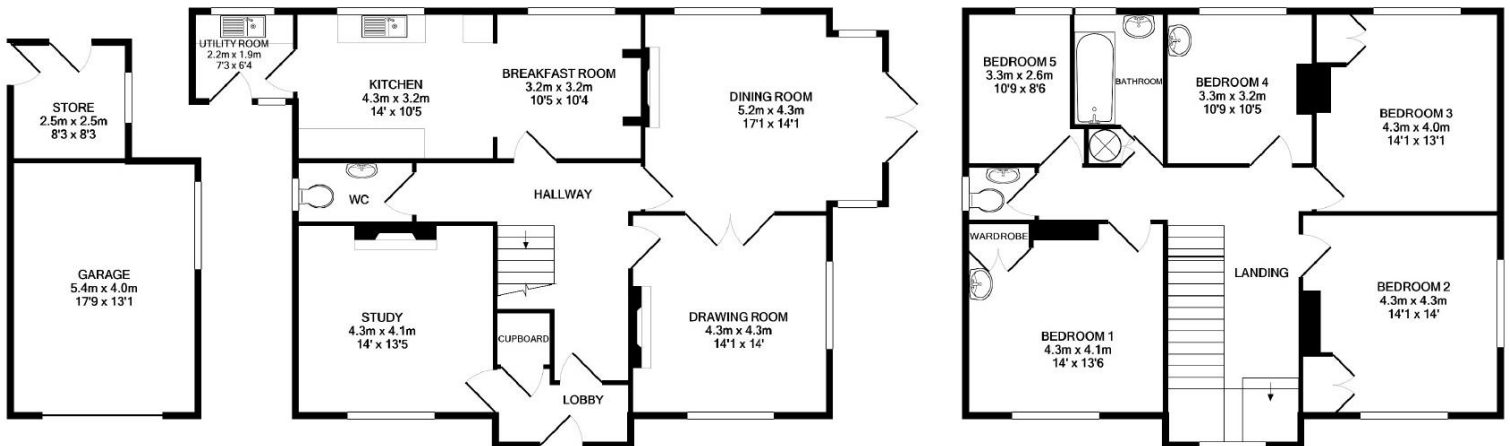 STORE
2.5m x 2.5m
8'3 x 8'3
GARAGE
5.4m x 4.0m
17'9 x 13'1
UTILITY ROOM
2.2m x 1.9m
7'3 x 6'4
KITCHEN
4.3m x 3.2m
14' x 10'5
BREAKFAST ROOM
3.2m x 3.2m
10'5 x 10'4
DINING ROOM
5.2m x 4.3m
17'1 x 14'1
WC
HALLWAY
STUDY
4.3m x 4.1m
14' x 13'5
CUPBOARD
LOBBY
DRAWING ROOM
4.3m x 4.3m
14'1 x 14'
BEDROOM 5
3.3m x 2.6m
10'9 x 8'6
BATHROOM
BEDROOM 4
3.3m x 3.2m
10'9 x 10'5
BEDROOM 3
4.3m x 4.0m
14'1 x 13'1
WARDROBE
BEDROOM 1
4.3m x 4.1m
14' x 13'6
LANDING
BEDROOM 2
4.3m x 4.3m
14'1 x 14'